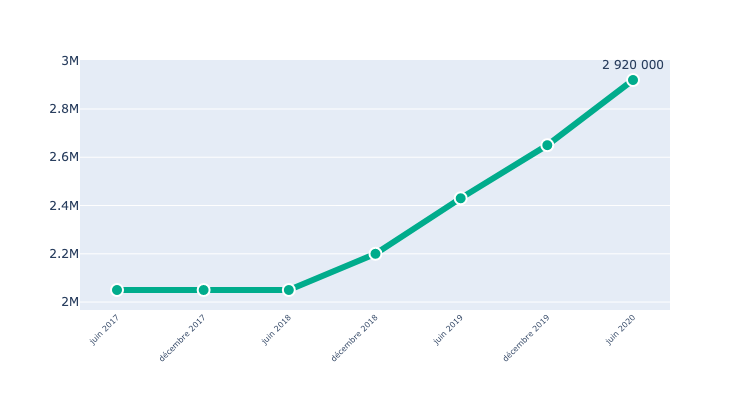 3M
2 920 000
2.8M
2.6M
2.4M
2.2M
2M
juin 2017
décembre 2017
juin 2018
décembre 2018
juin 2019
décembre 2019
juin 2020